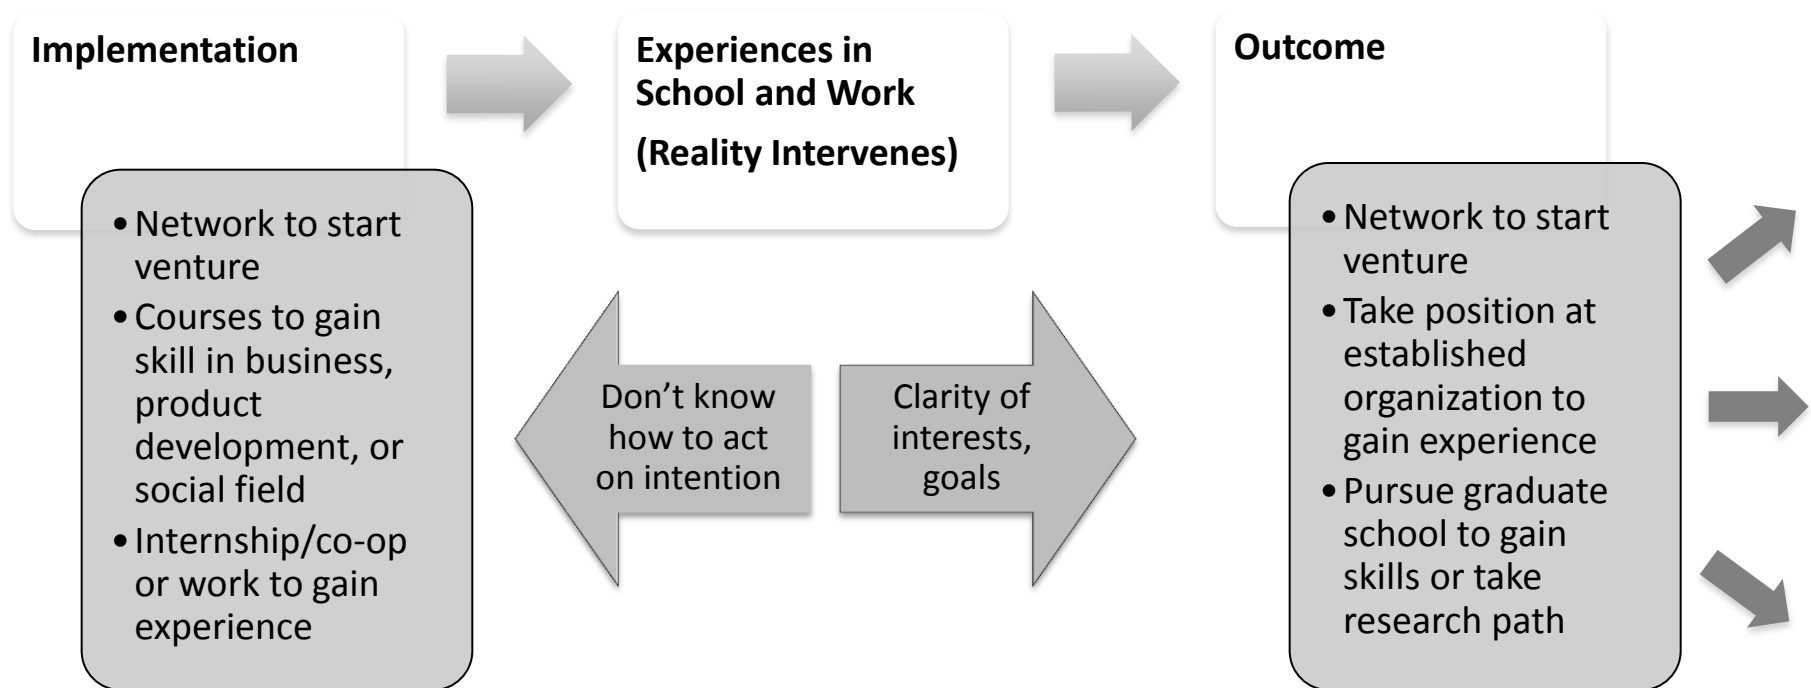 Implementation
• Network to start
venture
• Courses to gain
skill in business,
product
development, or
social field
• Internship/co-op
or work to gain
experience
Experiences in
School and Work
(Reality Intervenes)
Don’t know
how to act
on intention
Clarity of
interests,
goals
Outcome
• Network to start
venture
• Take position at
established
organization to
gain experience
• Pursue graduate
school to gain
skills or take
research path